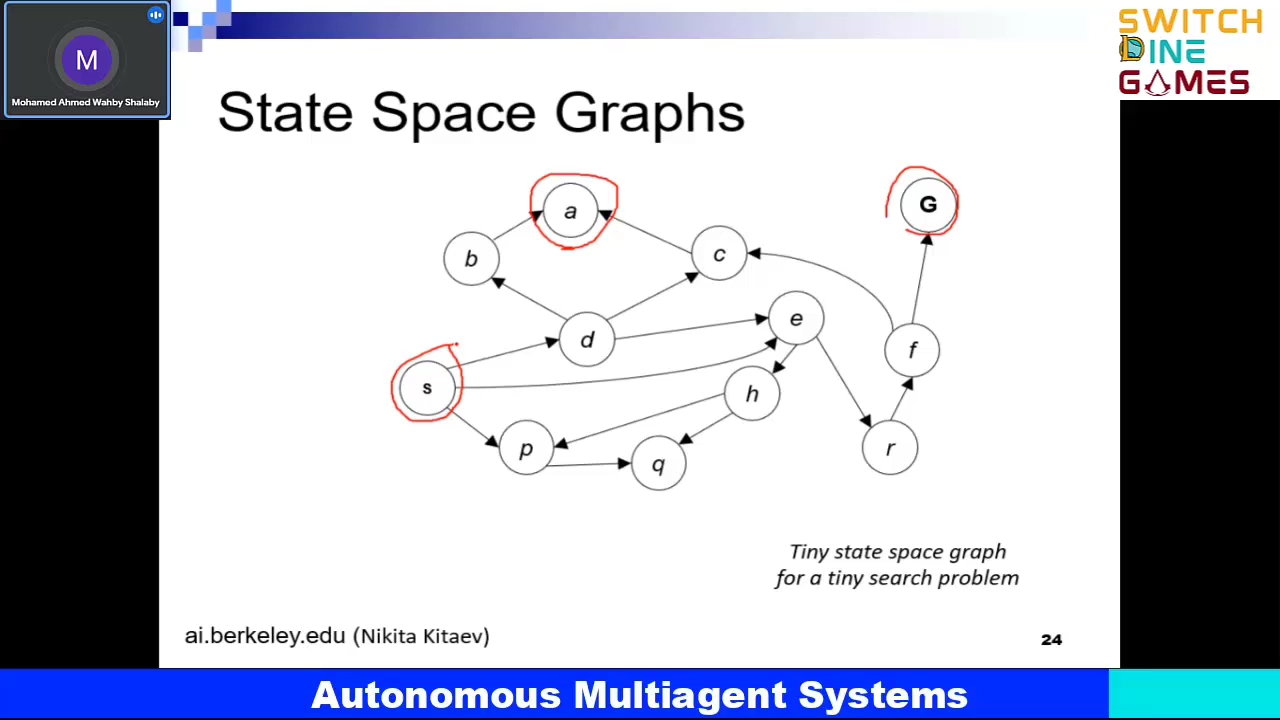 M
Mohamed Ahmed Wahby Shalaby
SWITCH
DINE
GAMES
State Space Graphs
a
G
b
c
e
d
f
s
h
p
q
r
Tiny state space graph
for a tiny search problem
ai.berkeley.edu (Nikita Kitaev)
24
Autonomous Multiagent Systems